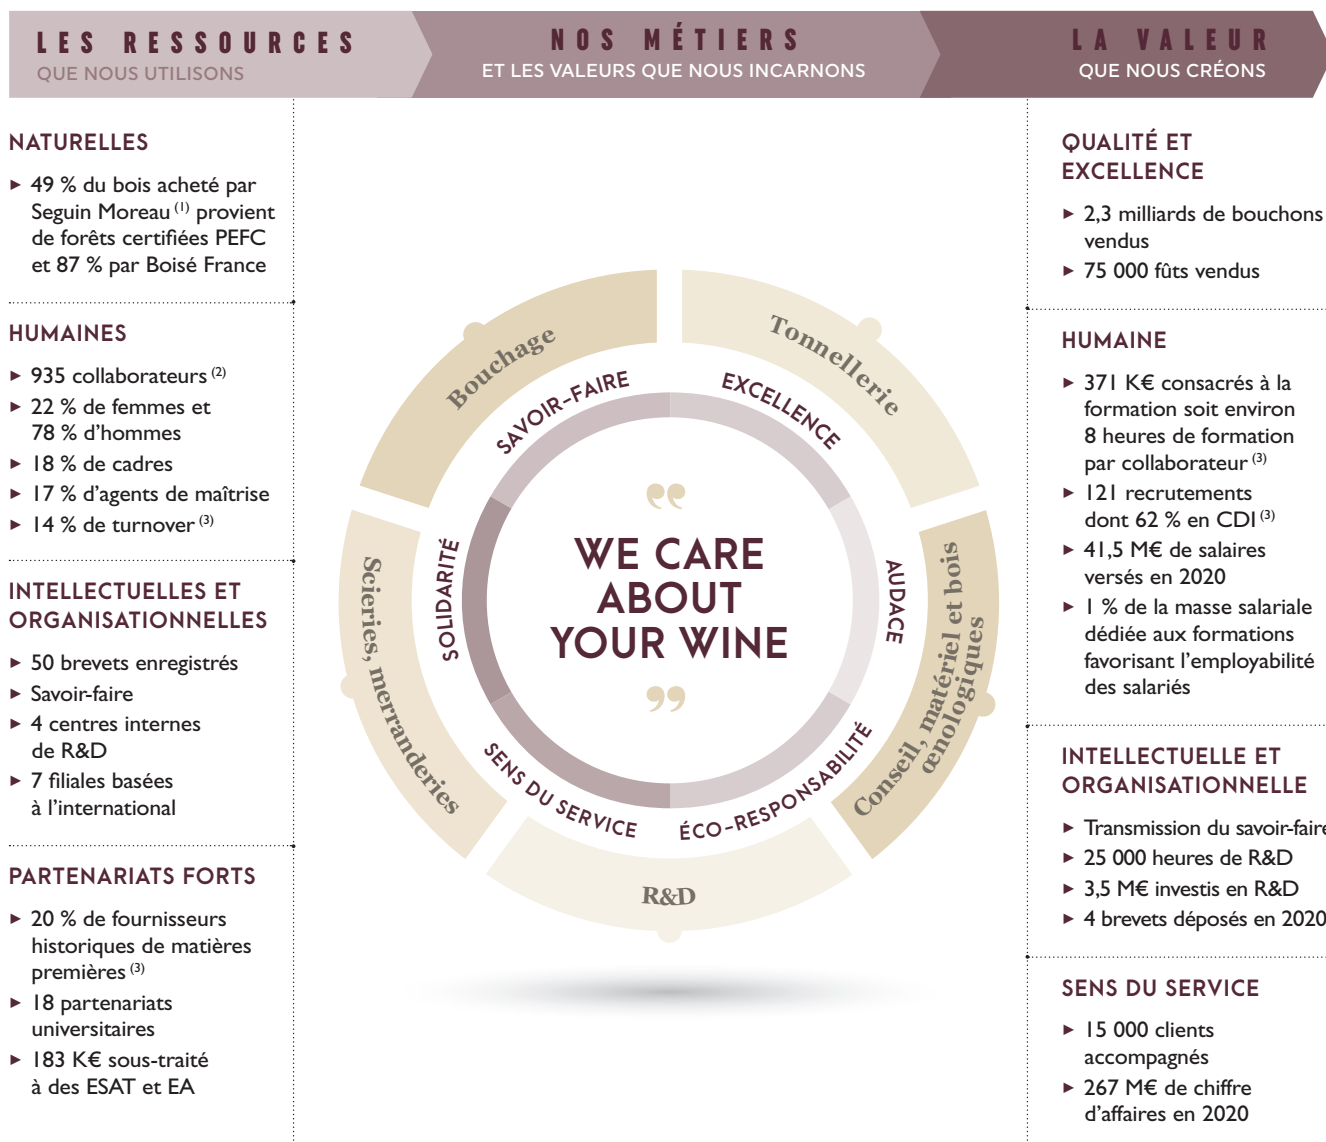 LES RESSOURCES
QUE NOUS UTILISONS
NATURELLES
► 49 % du bois acheté par
Seguin Moreau (1) provient
de forêts certifiées PEFC
et 87 % par Boisé France
HUMAINES
► 935 collaborateurs (2)
► 22 % de femmes et
78 % d’hommes
► 18 % de cadres
► 17 % d’agents de maîtrise
► 14 % de turnover (3)
INTELLECTUELLES ET
ORGANISATIONNELLES
► 50 brevets enregistrés
► Savoir-faire
► 4 centres internes
de R&D
► 7 filiales basées
à l’international
PARTENARIATS FORTS
► 20 % de fournisseurs
historiques de matières
premières (3)
► 18 partenariats
universitaires
► 183 K€ sous-traité
à des ESAT et EA
NOS MÉTIERS
ET LES VALEURS QUE NOUS INCARNONS
Bouchage
Tonnellerie
Conseil, matériel et bois
œnologiques
R&D
Scieries, merranderies
SAVOIR-FAIRE
EXCELLENCE
AUDACE
ÉCO-RESPONSABILITÉ
SENS DU SERVICE
SOLIDARITÉ
“
WE CARE
ABOUT
YOUR WINE
”
LA VALEUR
QUE NOUS CRÉONS
QUALITÉ ET
EXCELLENCE
► 2,3 milliards de bouchons
vendus
► 75 000 fûts vendus
HUMAINE
► 371 K€ consacrés à la
formation soit environ
8 heures de formation
par collaborateur (3)
► 121 recrutements
dont 62 % en CDI (3)
► 41,5 M€ de salaires
versés en 2020
► 1 % de la masse salariale
dédiée aux formations
favorisant l’employabilité
des salariés
INTELLECTUELLE ET
ORGANISATIONNELLE
► Transmission du savoir-faire
► 25 000 heures de R&D
► 3,5 M€ investis en R&D
► 4 brevets déposés en 2020
SENS DU SERVICE
► 15 000 clients
accompagnés
► 267 M€ de chiffre
d’affaires en 2020